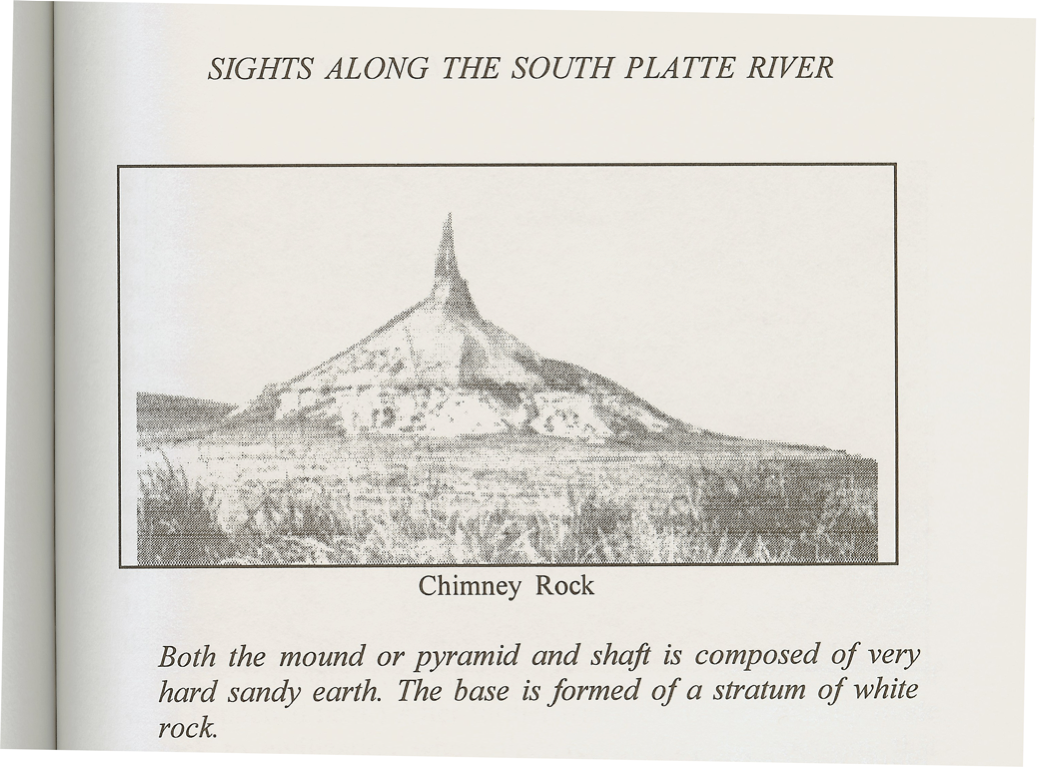 SIGHTS ALONG THE SOUTH PLATTE RIVER
Chimney Rock
Both the mound or pyramid and shaft is composed of very
hard sandy earth. The base is formed of a stratum of white
rock.